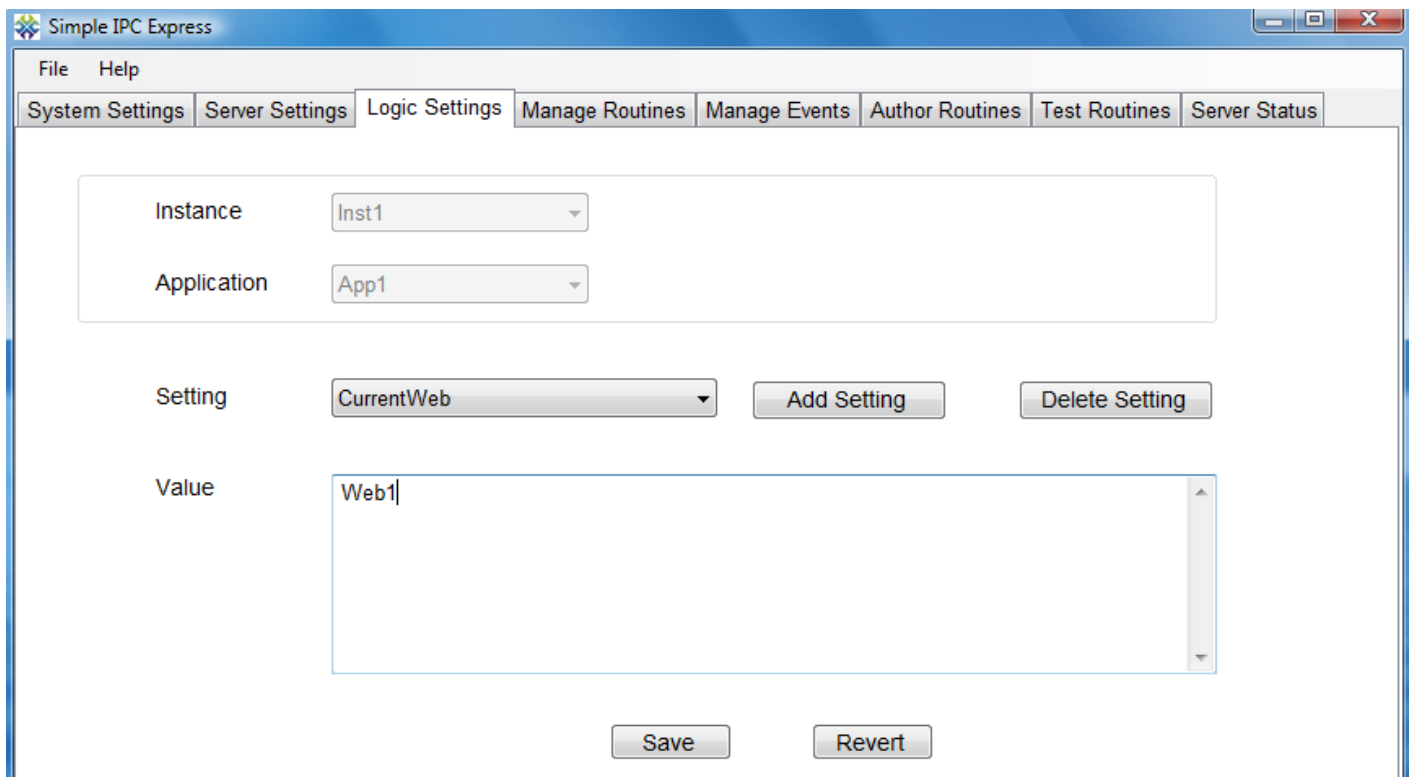 Simple IPC Express
File Help
System Settings Server Settings Logic Settings Manage Routines Manage Events Author Routines Test Routines Server Status
Instance Inst1
Application App1
Setting CurrentWeb Add Setting Delete Setting
Value Web1
Save Revert